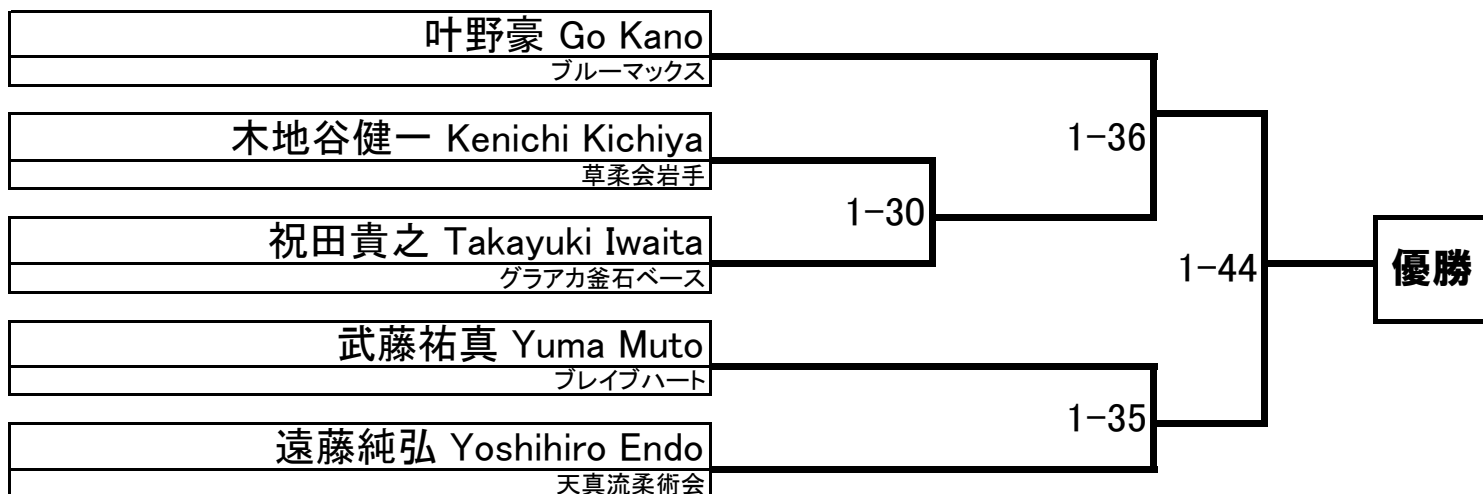 叶野豪 Go Kano
ブルーマックス
木地谷健一 Kenichi Kichiya
草柔会岩手
祝田貴之 Takayuki Iwaita
グラアカ釜石ベース
武藤祐真 Yuma Muto
ブレイブハート
遠藤純弘 Yoshihiro Endo
天真流柔術会
1-36
1-30
1-44
1-35
優勝